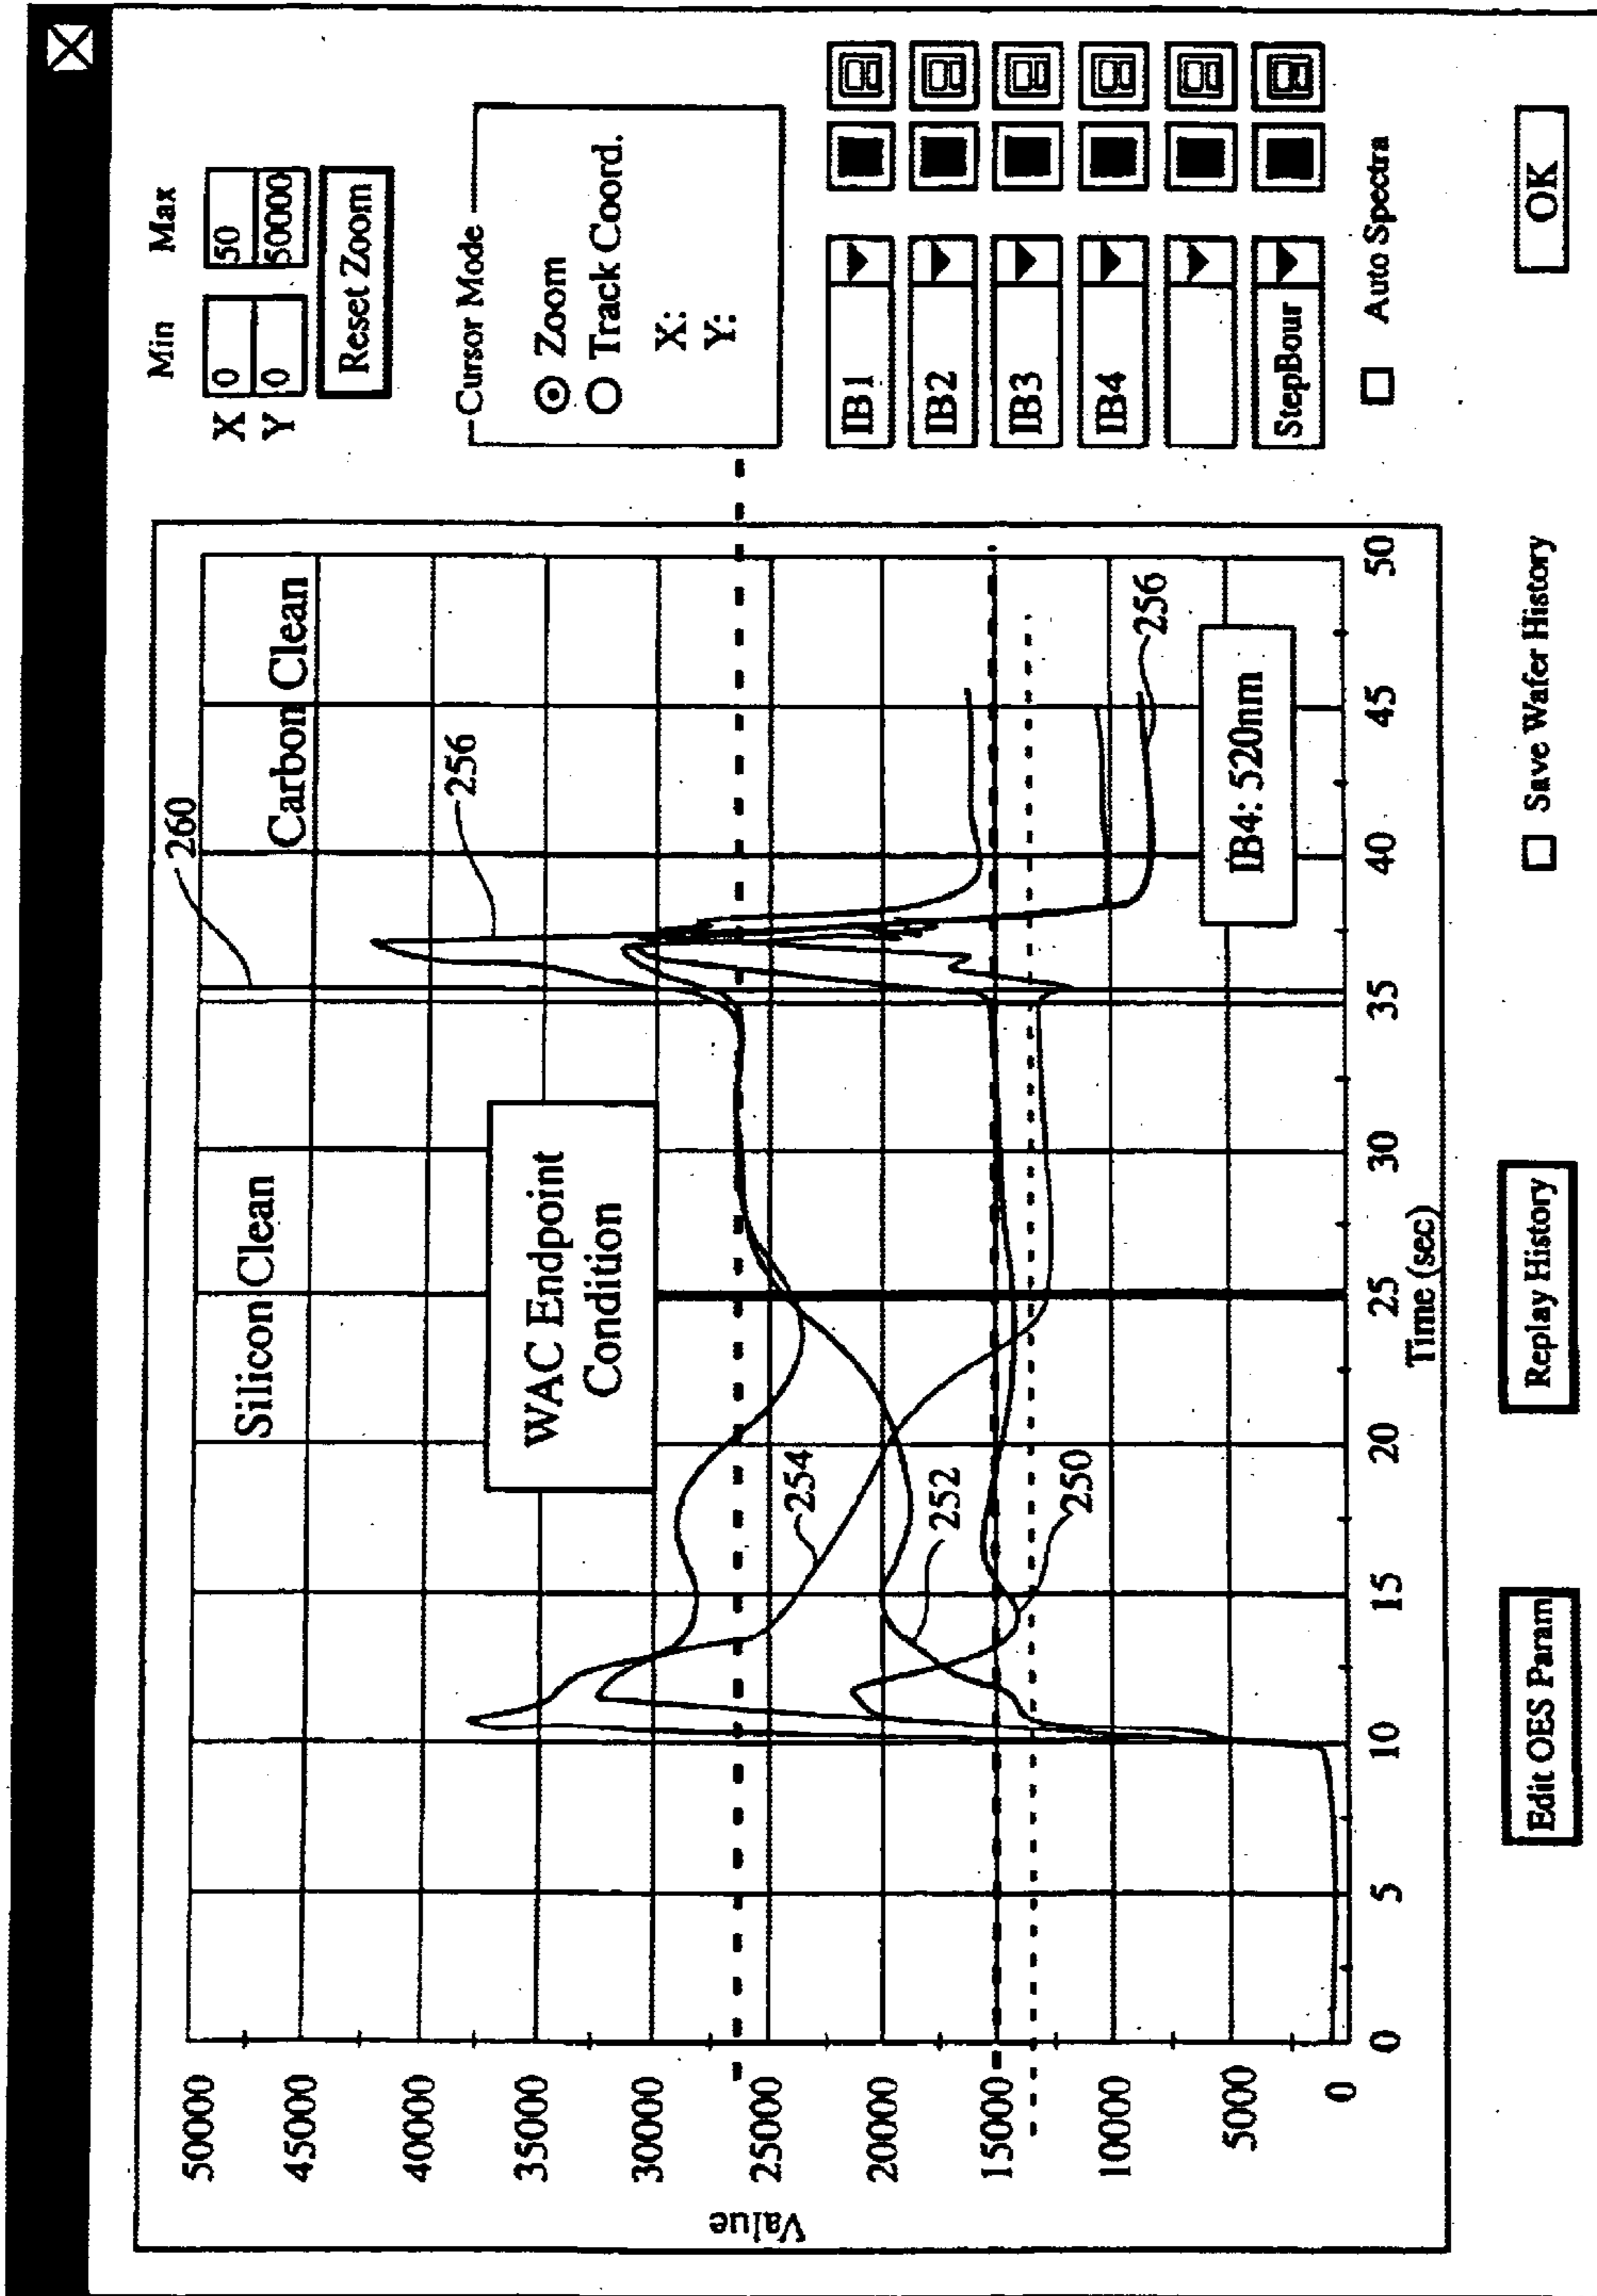 Min Max
X 0 50
Y 0 50000
Reset Zoom
Cursor Mode
Zoom
Track Coord.
X:
Y:
IB1
IB2
IB3
IB4
StepBour
Auto Spectra
OK
260
Silicon Clean
Carbon Clean
256
WAC Endpoint
Condition
254
252
250
IB4: 520nm
256
Value
50000
45000
40000
35000
30000
25000
20000
15000
10000
5000
0
0 5 10 15 20 25 30 35 40 45 50
Time (sec)
Edit OES Param
Replay History
Save Wafer History